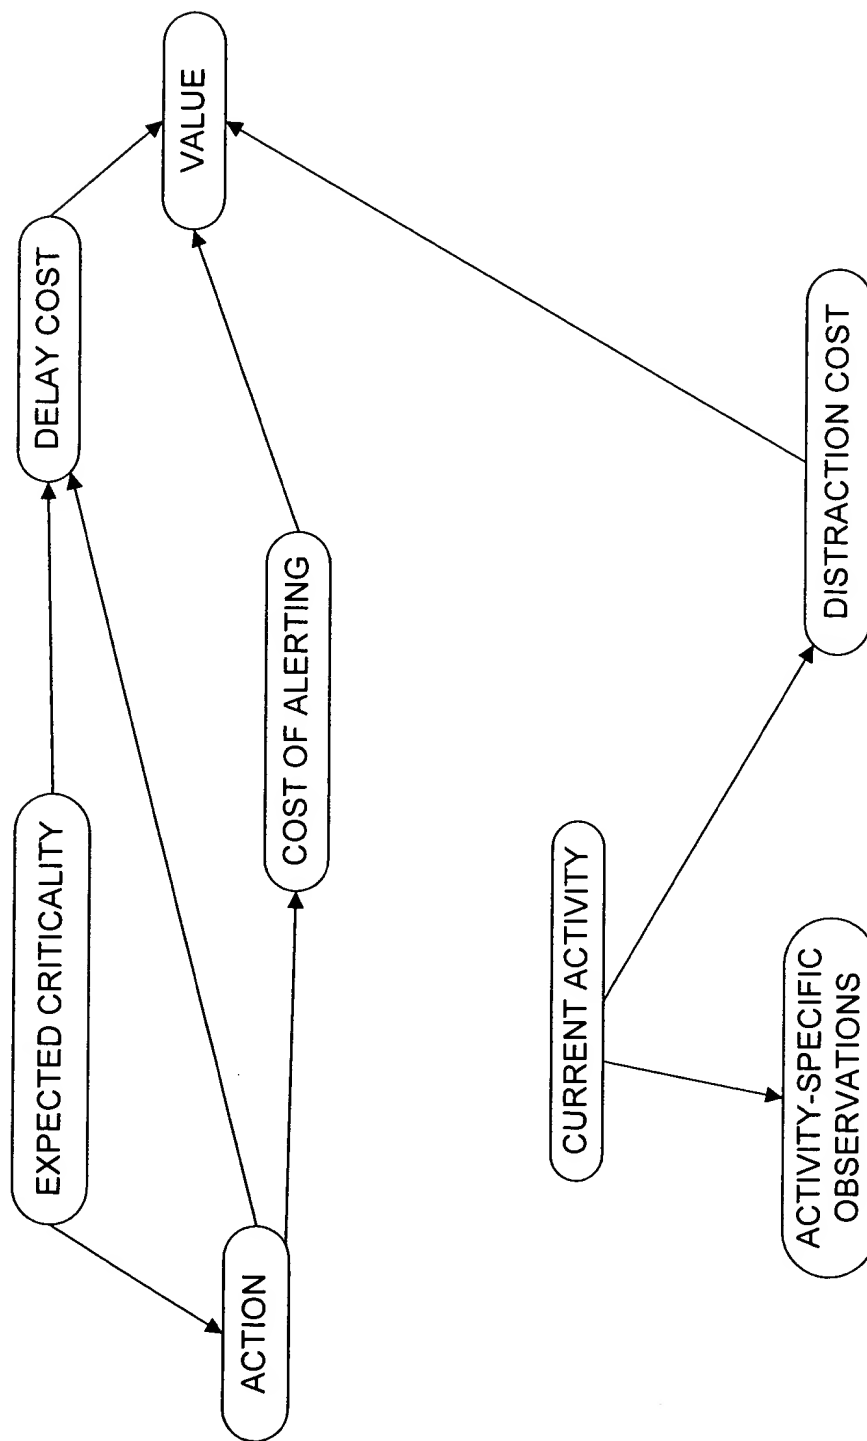 EXPECTED CRITICALITY
DELAY COST
VALUE
ACTION
COST OF ALERTING
CURRENT ACTIVITY
DISTRACTION COST
ACTIVITY-SPECIFIC
OBSERVATIONS